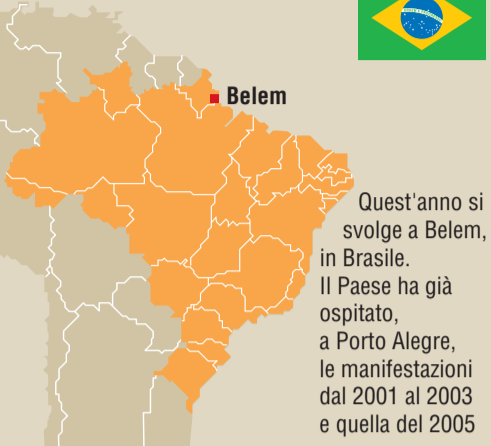 Belem
Quest'anno si
svolge a Belem,
in Brasile.
Il Paese ha già
ospitato,
a Porto Alegre,
le manifestazioni
dal 2001 al 2003
e quella del 2005